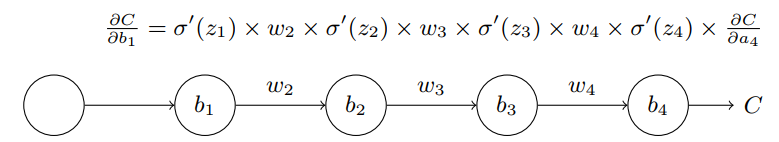 ∂C/∂b₁ = σ′(z₁) × w₂ × σ′(z₂) × w₃ × σ′(z₃) × w₄ × σ′(z₄) × ∂C/∂a₄
w₂ w₃ w₄
b₁ b₂ b₃ b₄ C